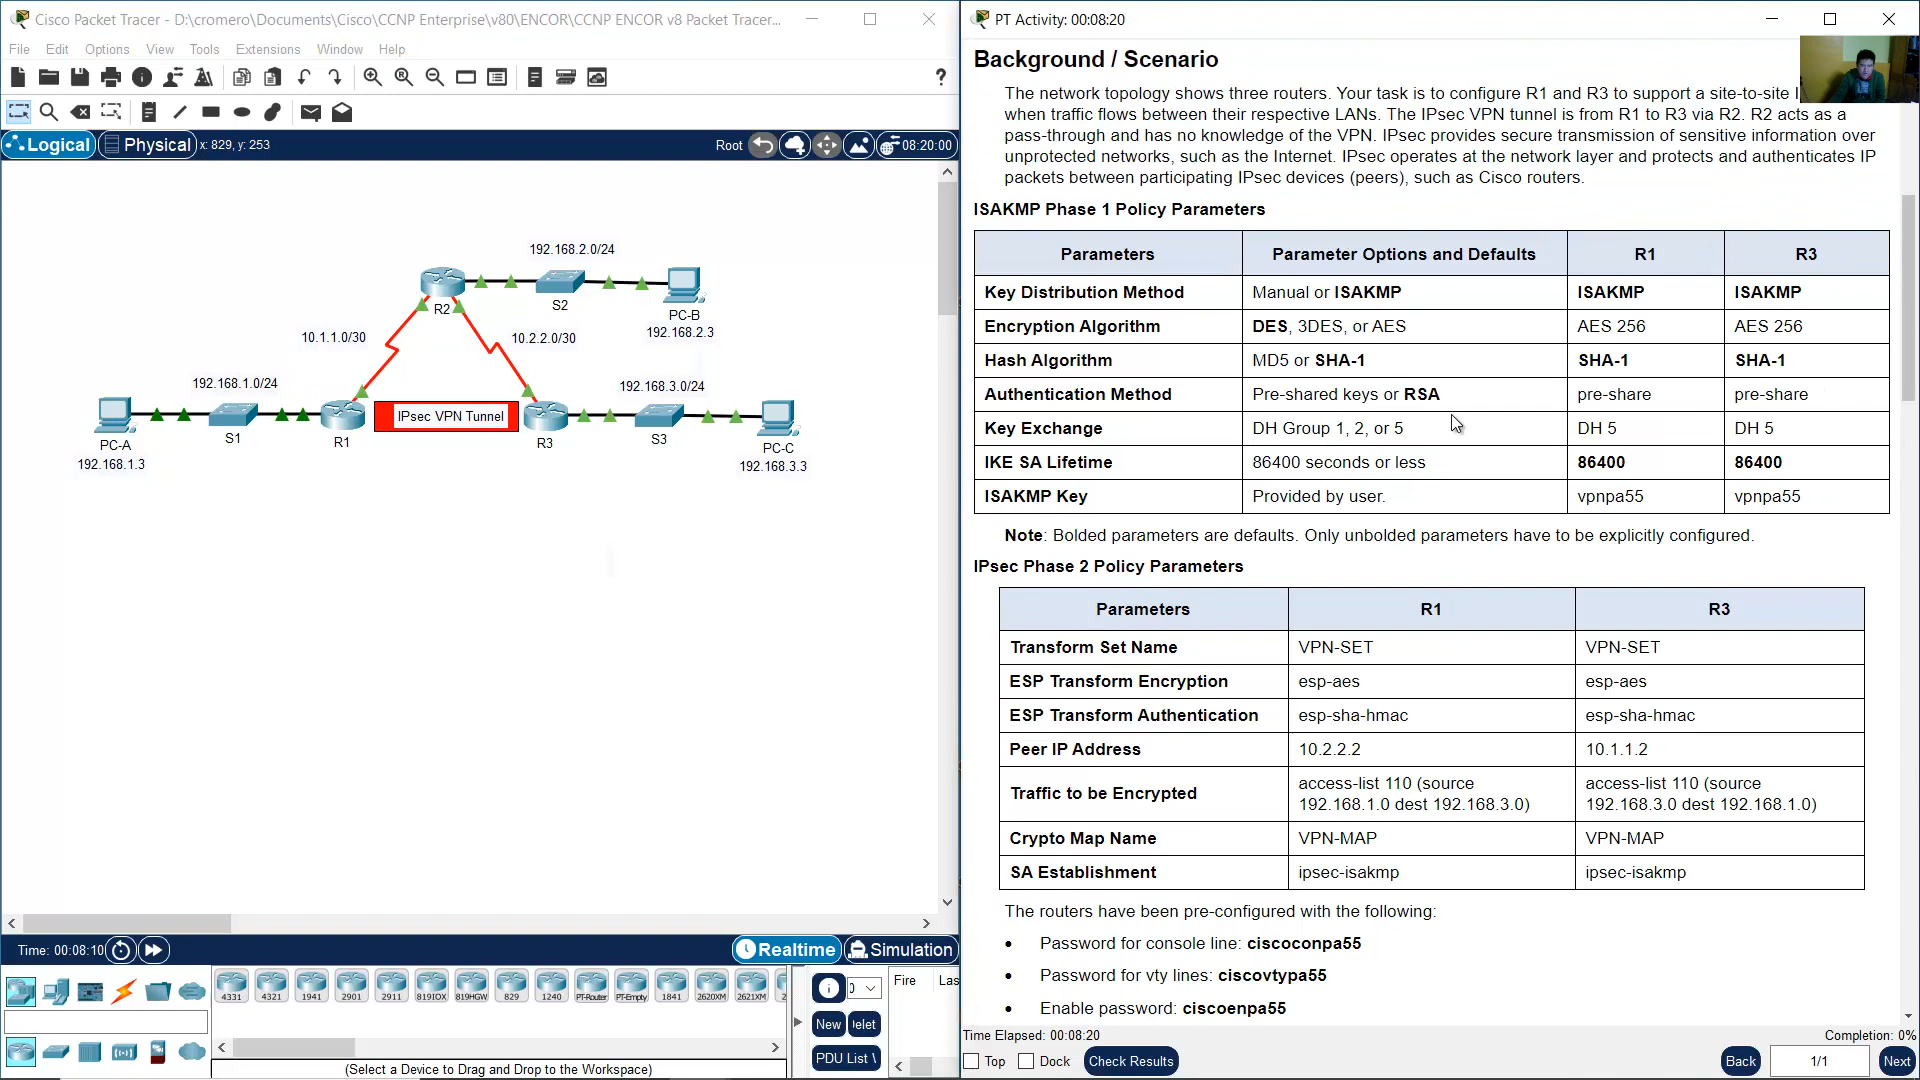 Cisco Packet Tracer - D:\cromero\Documents\Cisco\CCNP Enterprise\v80\ENCOR\CCNP ENCOR v8 Packet Tracer...
File Edit Options View Tools Extensions Window Help
Logical Physical x: 829, y: 253
Root 08:20:00
192.168.2.0/24
R2
S2
PC-B
192.168.2.3
10.1.1.0/30
10.2.2.0/30
192.168.1.0/24
192.168.3.0/24
IPsec VPN Tunnel
PC-A
192.168.1.3
S1
R1
R3
S3
PC-C
192.168.3.3
Time: 00:08:10
Realtime Simulation
4331 4321 1941 2901 2911 819IOX 819HGW 829 1240 PT-Router PT-Empty 1841 2620XM 2621XM 2
(Select a Device to Drag and Drop to the Workspace)
0
Fire Las
New elet
PDU List \
PT Activity: 00:08:20
Background / Scenario
The network topology shows three routers. Your task is to configure R1 and R3 to support a site-to-site I
when traffic flows between their respective LANs. The IPsec VPN tunnel is from R1 to R3 via R2. R2 acts as a
pass-through and has no knowledge of the VPN. IPsec provides secure transmission of sensitive information over
unprotected networks, such as the Internet. IPsec operates at the network layer and protects and authenticates IP
packets between participating IPsec devices (peers), such as Cisco routers.
ISAKMP Phase 1 Policy Parameters
Parameters Parameter Options and Defaults R1 R3
Key Distribution Method Manual or ISAKMP ISAKMP ISAKMP
Encryption Algorithm DES, 3DES, or AES AES 256 AES 256
Hash Algorithm MD5 or SHA-1 SHA-1 SHA-1
Authentication Method Pre-shared keys or RSA pre-share pre-share
Key Exchange DH Group 1, 2, or 5 DH 5 DH 5
IKE SA Lifetime 86400 seconds or less 86400 86400
ISAKMP Key Provided by user. vpnpa55 vpnpa55
Note: Bolded parameters are defaults. Only unbolded parameters have to be explicitly configured.
IPsec Phase 2 Policy Parameters
Parameters R1 R3
Transform Set Name VPN-SET VPN-SET
ESP Transform Encryption esp-aes esp-aes
ESP Transform Authentication esp-sha-hmac esp-sha-hmac
Peer IP Address 10.2.2.2 10.1.1.2
Traffic to be Encrypted access-list 110 (source 192.168.1.0 dest 192.168.3.0) access-list 110 (source 192.168.3.0 dest 192.168.1.0)
Crypto Map Name VPN-MAP VPN-MAP
SA Establishment ipsec-isakmp ipsec-isakmp
The routers have been pre-configured with the following:
• Password for console line: ciscoconpa55
• Password for vty lines: ciscovtypa55
• Enable password: ciscoenpa55
Time Elapsed: 00:08:20 Completion: 0%
Top Dock Check Results Back 1/1 Next